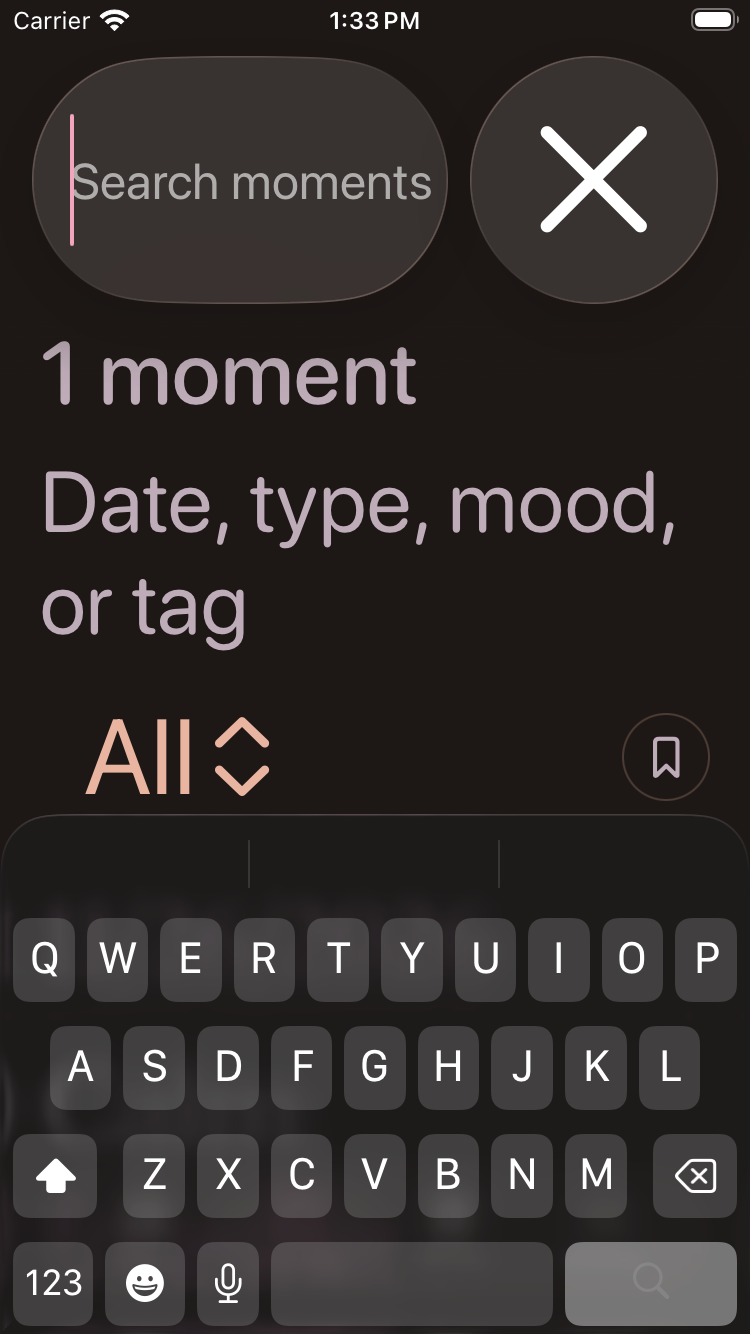 Carrier 1:33 PM
Search moments
1 moment
Date, type, mood,
or tag
All
Q W E R T Y U I O P
A S D F G H J K L
Z X C V B N M
123